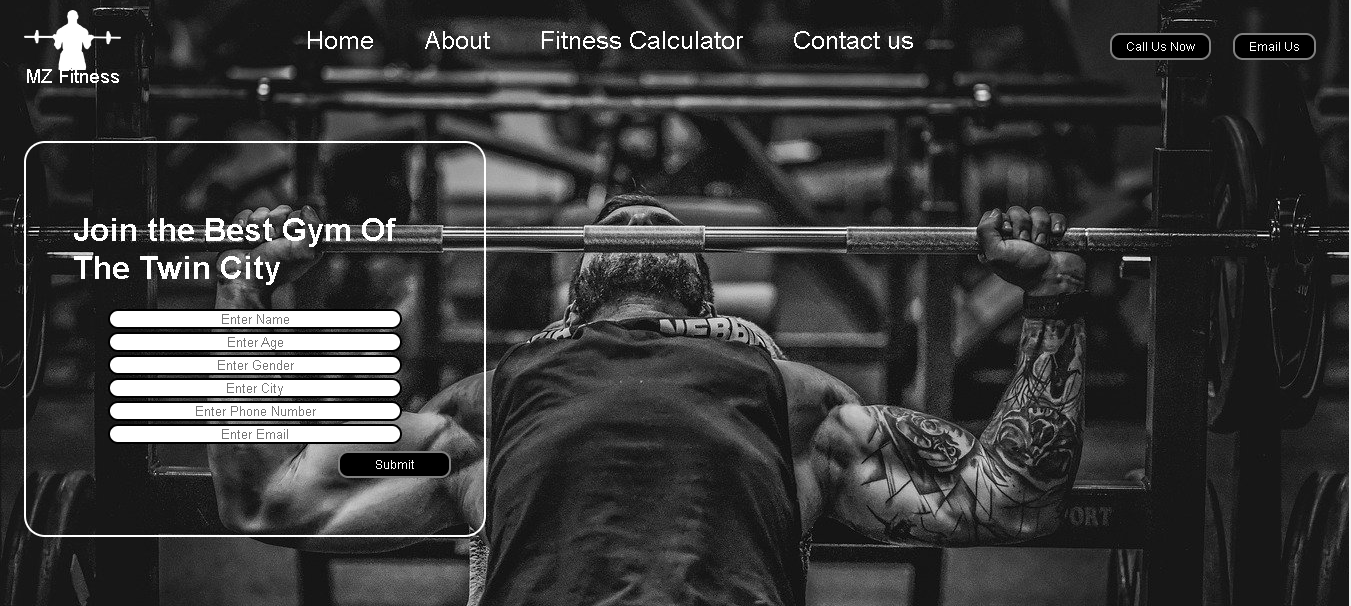 MZ Fitness
Home
About
Fitness Calculator
Contact us
Call Us Now
Email Us
Join the Best Gym Of
The Twin City
Enter Name
Enter Age
Enter Gender
Enter City
Enter Phone Number
Enter Email
Submit